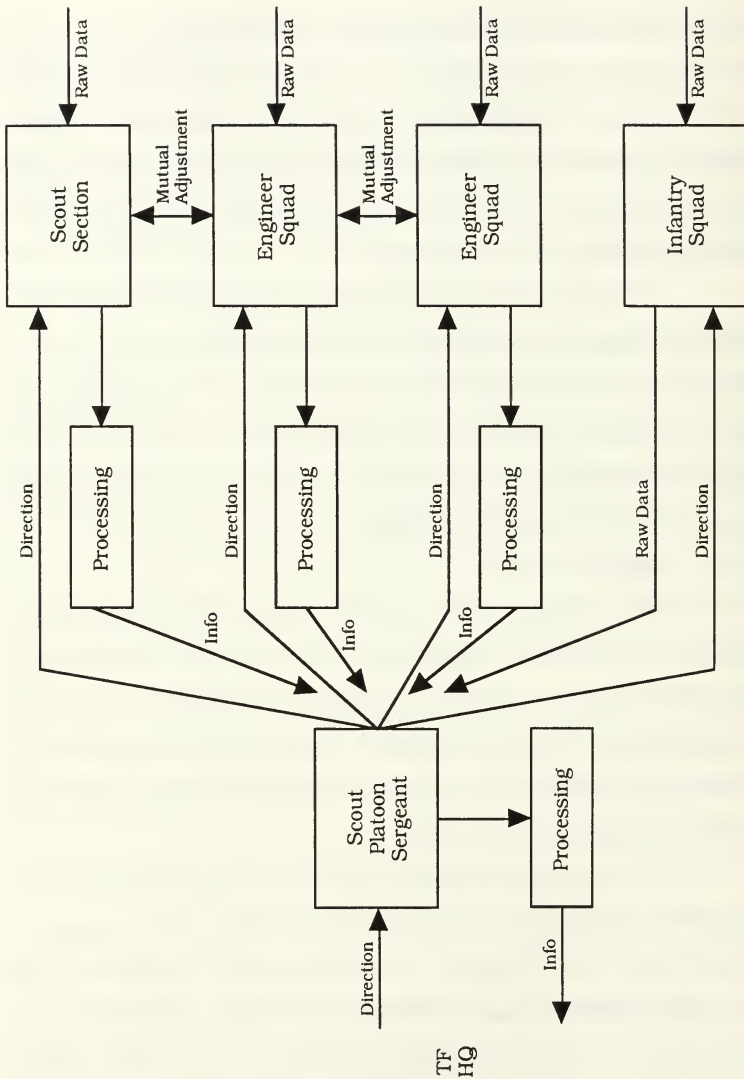 TF
HQ
Direction
Info
Scout
Platoon
Sergeant
Processing
Direction
Info
Processing
Scout
Section
Raw Data
Mutual
Adjustment
Direction
Info
Processing
Engineer
Squad
Raw Data
Mutual
Adjustment
Direction
Info
Processing
Engineer
Squad
Raw Data
Raw Data
Direction
Infantry
Squad
Raw Data